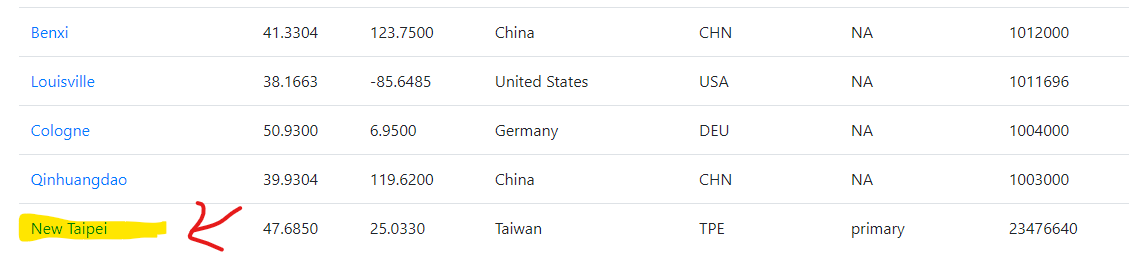 Benxi 41.3304 123.7500 China CHN NA 1012000
Louisville 38.1663 -85.6485 United States USA NA 1011696
Cologne 50.9300 6.9500 Germany DEU NA 1004000
Qinhuangdao 39.9304 119.6200 China CHN NA 1003000
New Taipei 47.6850 25.0330 Taiwan TPE primary 23476640